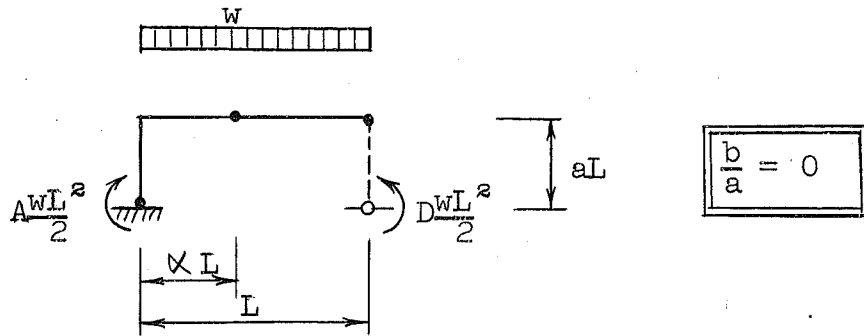 w
aL
b/a = 0
A wL²/2
D wL²/2
αL
L